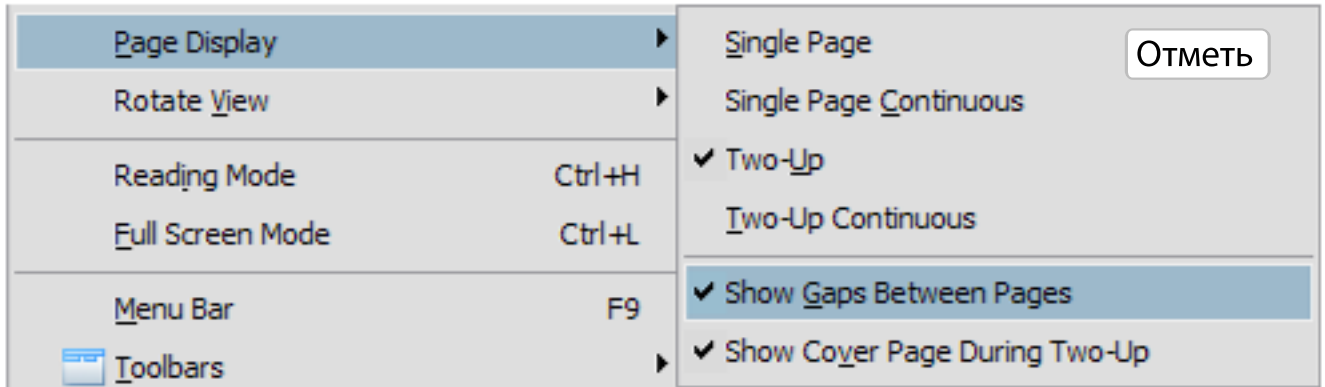 Page Display
Rotate View
Reading Mode Ctrl+H
Full Screen Mode Ctrl+L
Menu Bar F9
Toolbars
Single Page
Отметь
Single Page Continuous
Two-Up
Two-Up Continuous
Show Gaps Between Pages
Show Cover Page During Two-Up